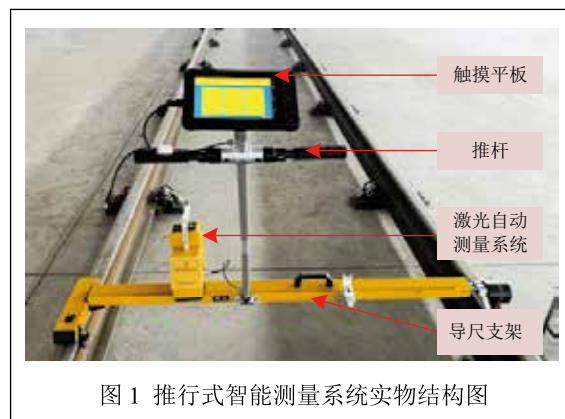 触摸平板
推杆
激光自动
测量系统
导尺支架
图 1 推行式智能测量系统实物结构图